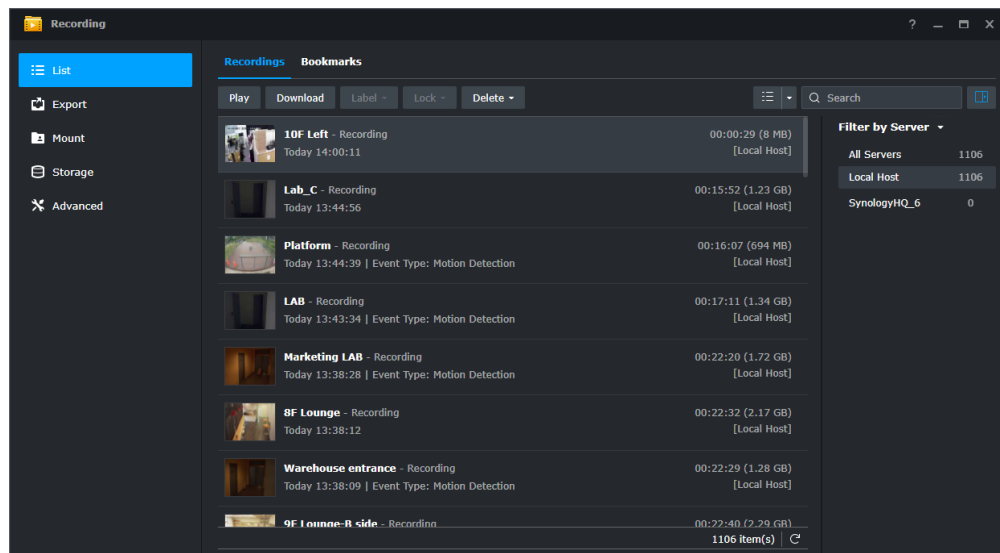 Recording
List
Export
Mount
Storage
Advanced
Recordings Bookmarks
Play Download Label Lock Delete Search
10F Left - Recording 00:00:29 (8 MB)
Today 14:00:11 [Local Host]
Lab_C - Recording 00:15:52 (1.23 GB)
Today 13:44:56 [Local Host]
Platform - Recording 00:16:07 (694 MB)
Today 13:44:39 | Event Type: Motion Detection [Local Host]
LAB - Recording 00:17:11 (1.34 GB)
Today 13:43:34 | Event Type: Motion Detection [Local Host]
Marketing LAB - Recording 00:22:20 (1.72 GB)
Today 13:38:28 | Event Type: Motion Detection [Local Host]
8F Lounge - Recording 00:22:32 (2.17 GB)
Today 13:38:12 [Local Host]
Warehouse entrance - Recording 00:22:29 (1.28 GB)
Today 13:38:09 | Event Type: Motion Detection [Local Host]
9F Lounge-B side - Recording 00:22:40 (2.29 GB)
1106 item(s)
Filter by Server
All Servers 1106
Local Host 1106
SynologyHQ_6 0